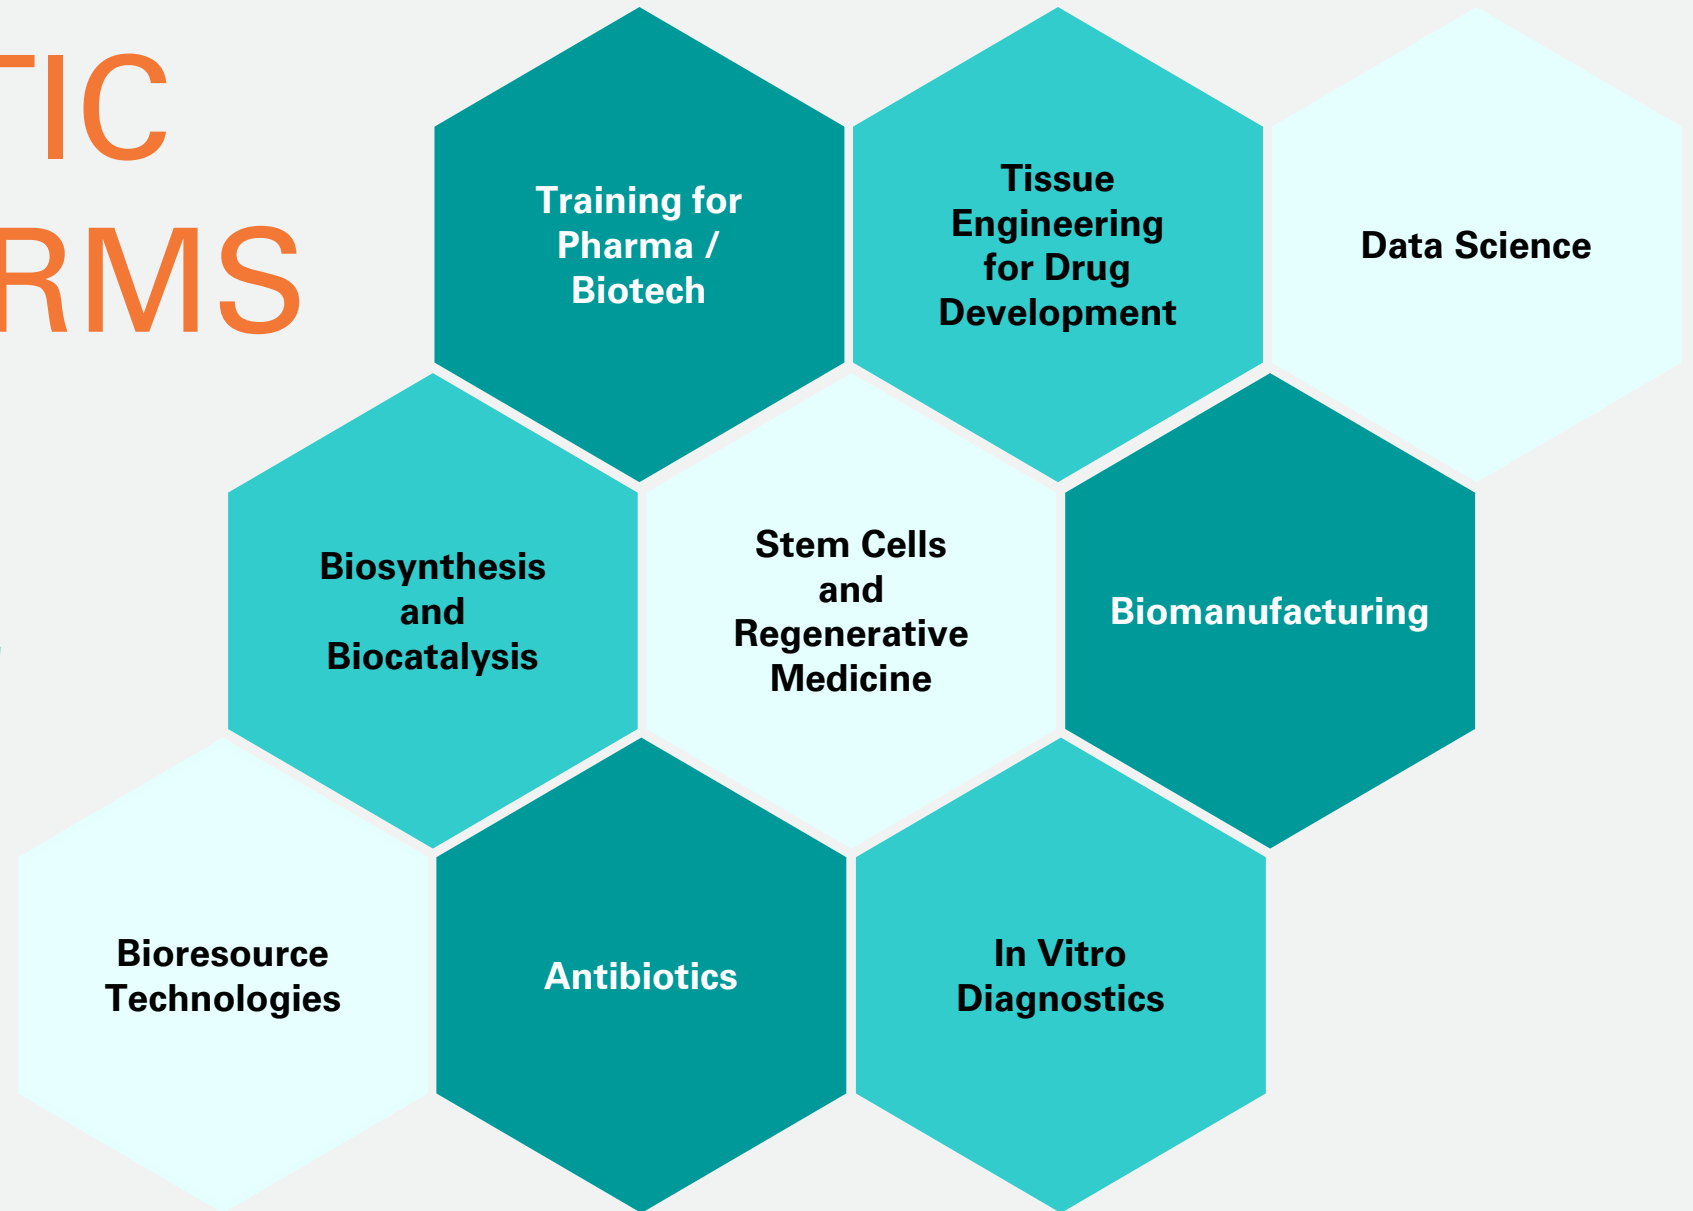 TIC
RMS
Training for
Pharma /
Biotech
Tissue
Engineering
for Drug
Development
Data Science
Biosynthesis
and
Biocatalysis
Stem Cells
and
Regenerative
Medicine
Biomanufacturing
Bioresource
Technologies
Antibiotics
In Vitro
Diagnostics